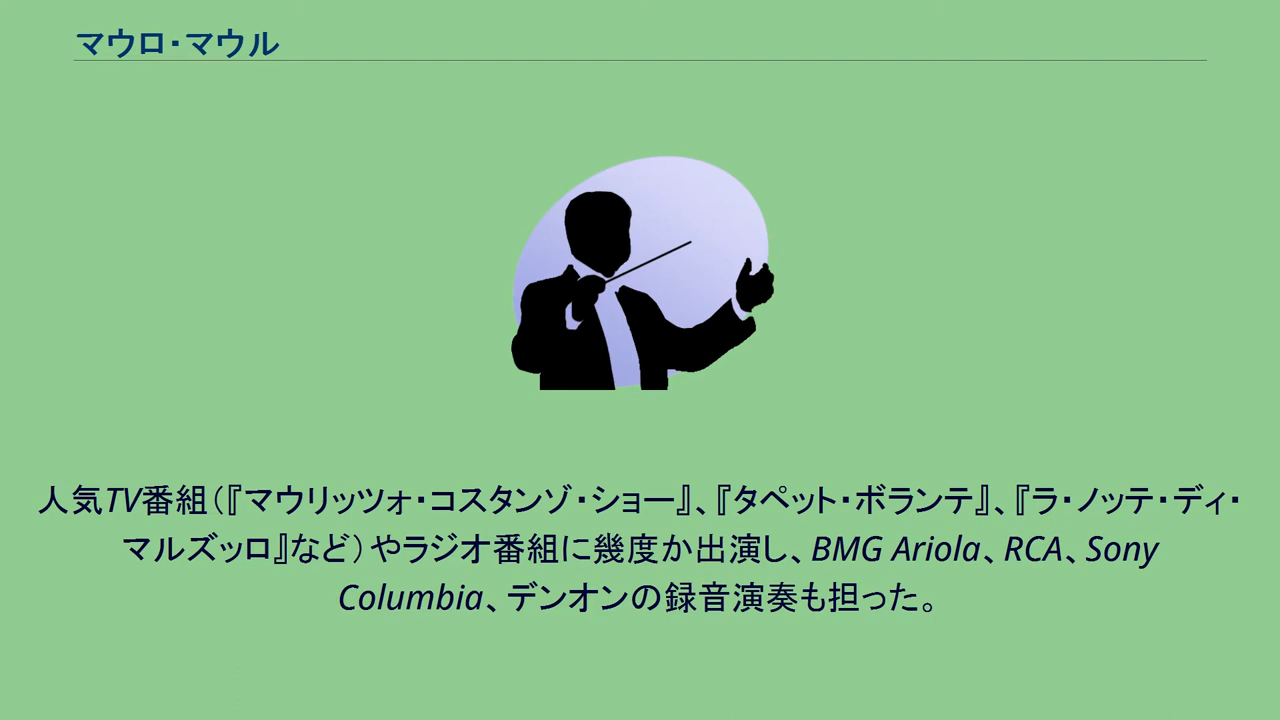 マウロ・マウル
人気TV番組（『マウリッツォ・コスタンゾ・ショー』、『タペット・ボランテ』、『ラ・ノッテ・ディ・
マルズッロ』など）やラジオ番組に幾度か出演し、BMG Ariola、RCA、Sony
Columbia、デンオンの録音演奏も担った。